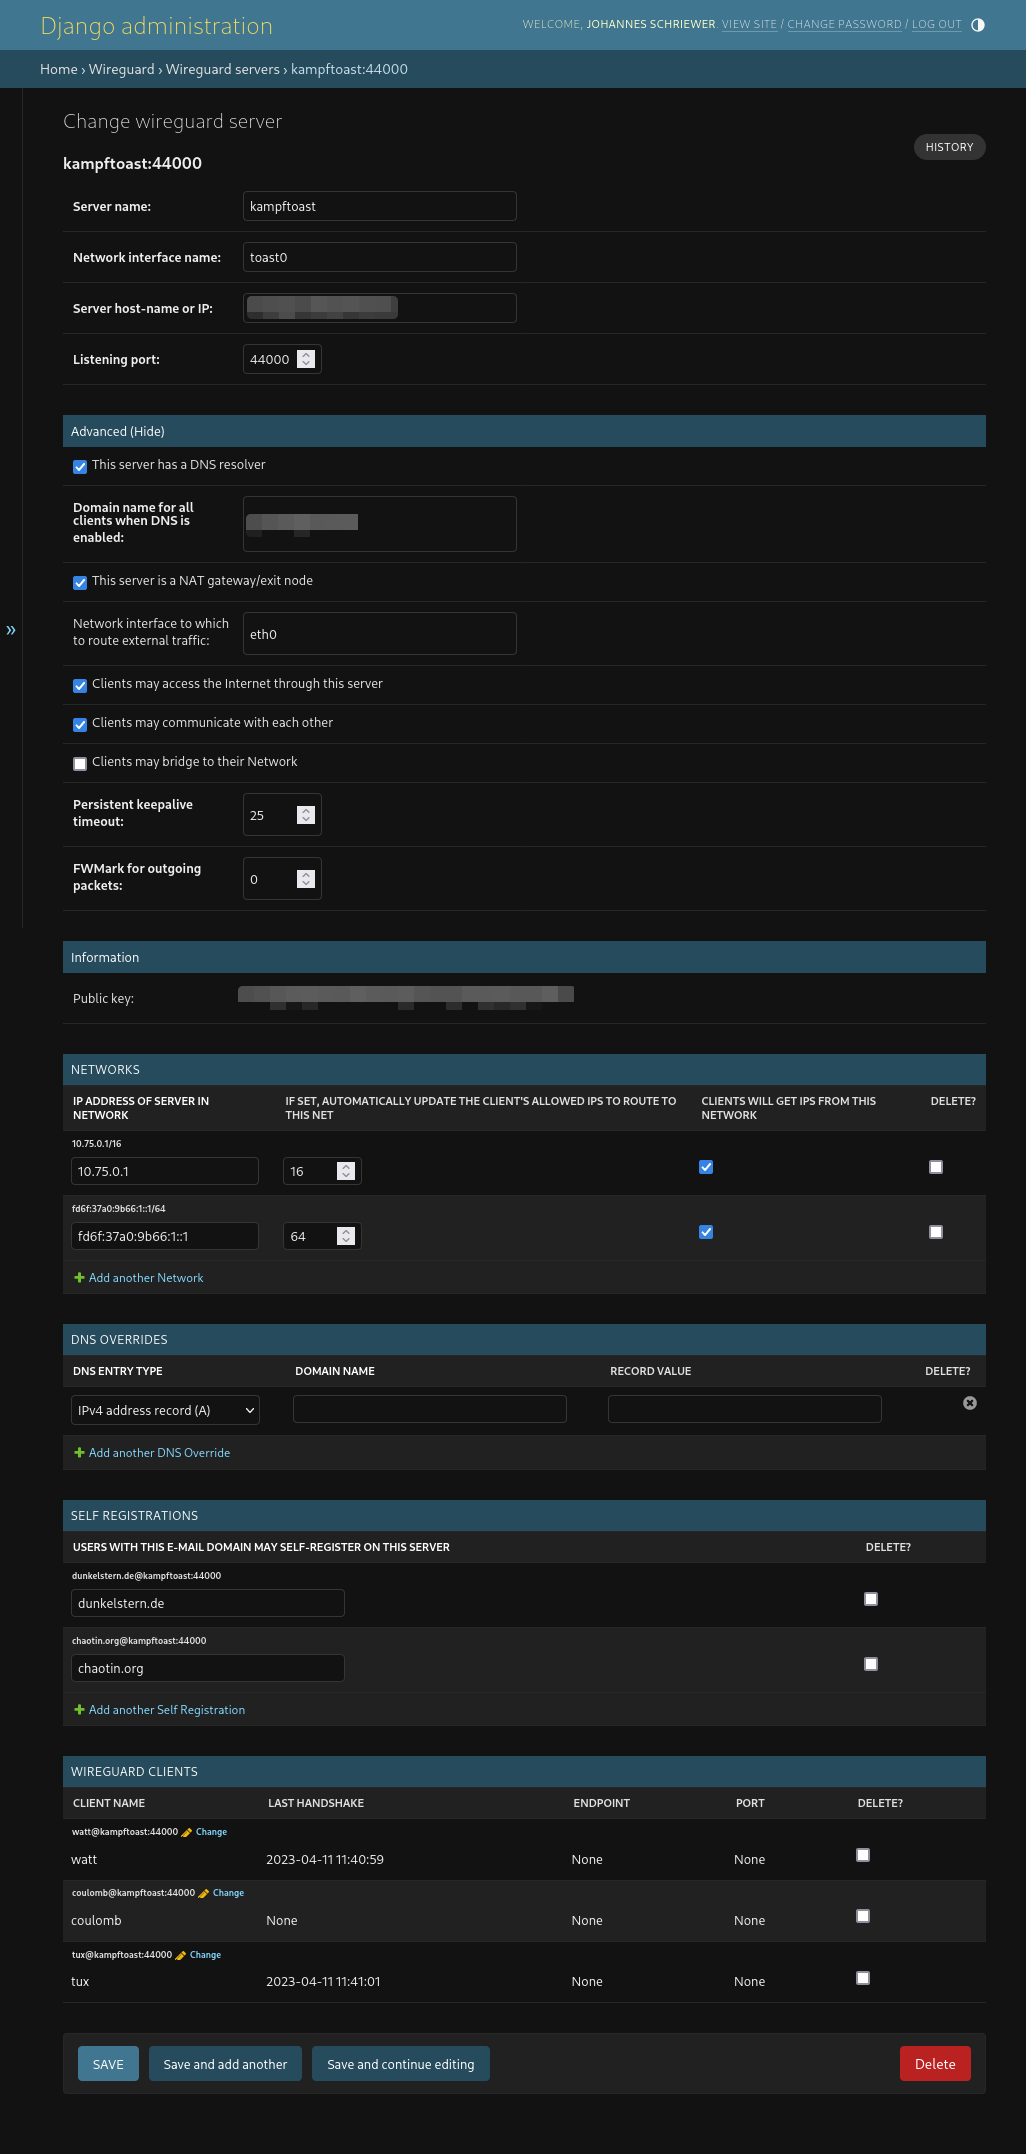 Django administration
WELCOME, JOHANNES SCHRIEWER. VIEW SITE / CHANGE PASSWORD / LOG OUT
Home › Wireguard › Wireguard servers › kampftoast:44000
Change wireguard server
HISTORY
kampftoast:44000
Server name: kampftoast
Network interface name: toast0
Server host-name or IP:
Listening port: 44000
Advanced (Hide)
This server has a DNS resolver
Domain name for all
clients when DNS is
enabled:
This server is a NAT gateway/exit node
Network interface to which
to route external traffic:
eth0
»
Clients may access the Internet through this server
Clients may communicate with each other
Clients may bridge to their Network
Persistent keepalive
timeout:
25
FWMark for outgoing
packets:
0
Information
Public key:
NETWORKS
IP ADDRESS OF SERVER IN
NETWORK
IF SET, AUTOMATICALLY UPDATE THE CLIENT'S ALLOWED IPS TO ROUTE TO
THIS NET
CLIENTS WILL GET IPS FROM THIS
NETWORK
DELETE?
10.75.0.1/16
10.75.0.1 16
fd6f:37a0:9b66:1::1/64
fd6f:37a0:9b66:1::1 64
Add another Network
DNS OVERRIDES
DNS ENTRY TYPE DOMAIN NAME RECORD VALUE DELETE?
IPv4 address record (A)
Add another DNS Override
SELF REGISTRATIONS
USERS WITH THIS E-MAIL DOMAIN MAY SELF-REGISTER ON THIS SERVER DELETE?
dunkelstern.de@kampftoast:44000
dunkelstern.de
chaotin.org@kampftoast:44000
chaotin.org
Add another Self Registration
WIREGUARD CLIENTS
CLIENT NAME LAST HANDSHAKE ENDPOINT PORT DELETE?
watt@kampftoast:44000 Change
watt 2023-04-11 11:40:59 None None
coulomb@kampftoast:44000 Change
coulomb None None None
tux@kampftoast:44000 Change
tux 2023-04-11 11:41:01 None None
SAVE Save and add another Save and continue editing Delete